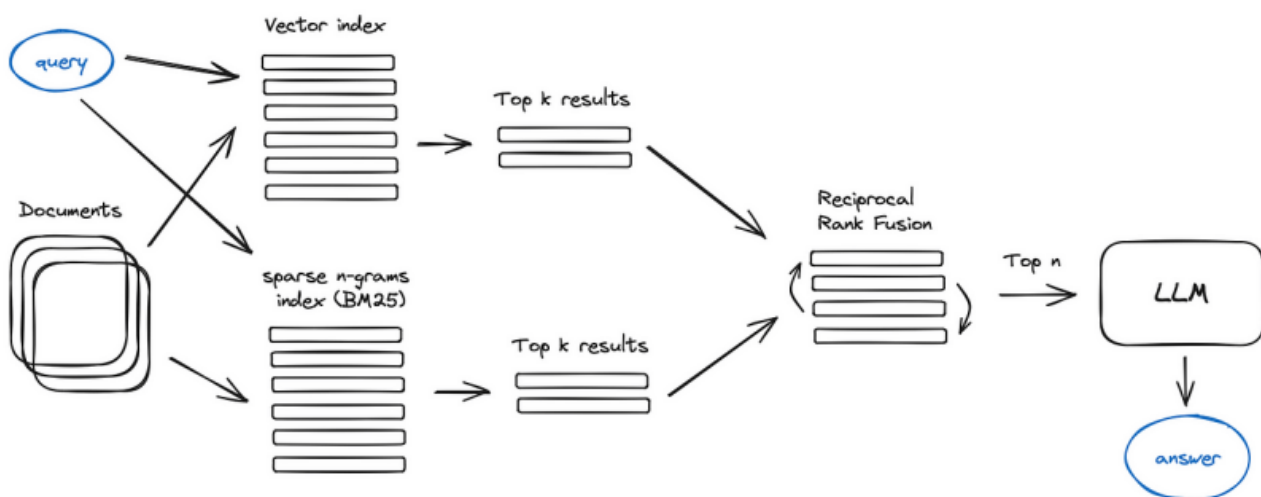 Vector index
query
Top k results
Documents
Reciprocal
Rank Fusion
sparse n-grams
index (BM25)
Top n
LLM
Top k results
answer